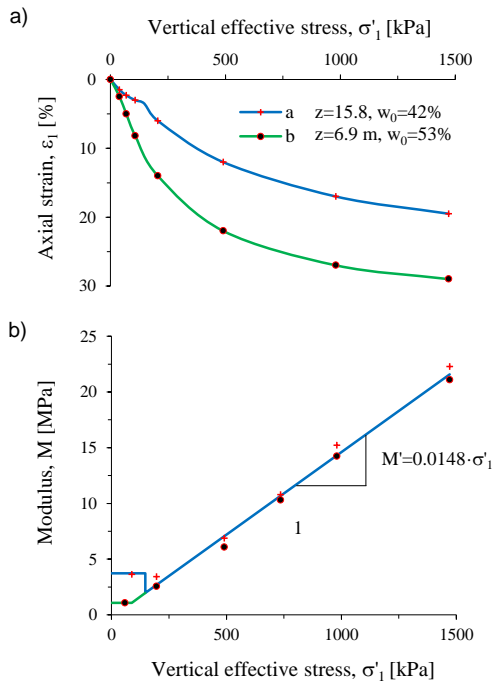 a)
Vertical effective stress, σ'₁ [kPa]
0 500 1000 1500
Axial strain, ε₁ [%]
0
10
20
30
a z=15.8, w₀=42%
b z=6.9 m, w₀=53%
b)
Modulus, M [MPa]
25
20
15
10
5
0
M'=0.0148·σ'₁
1
0 500 1000 1500
Vertical effective stress, σ'₁ [kPa]